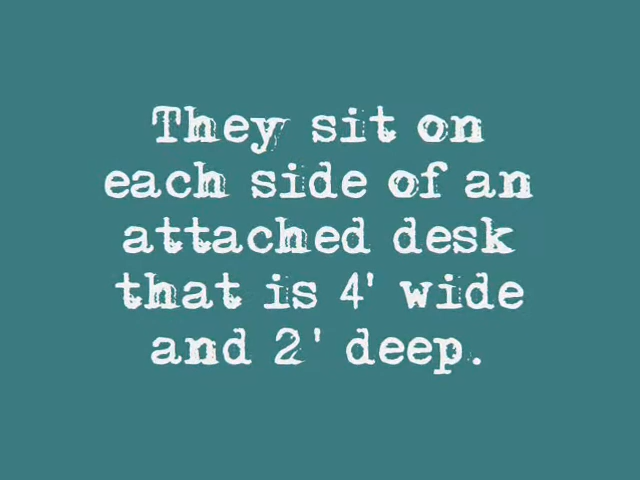 They sit on
each side of an
attached desk
that is 4' wide
and 2' deep.